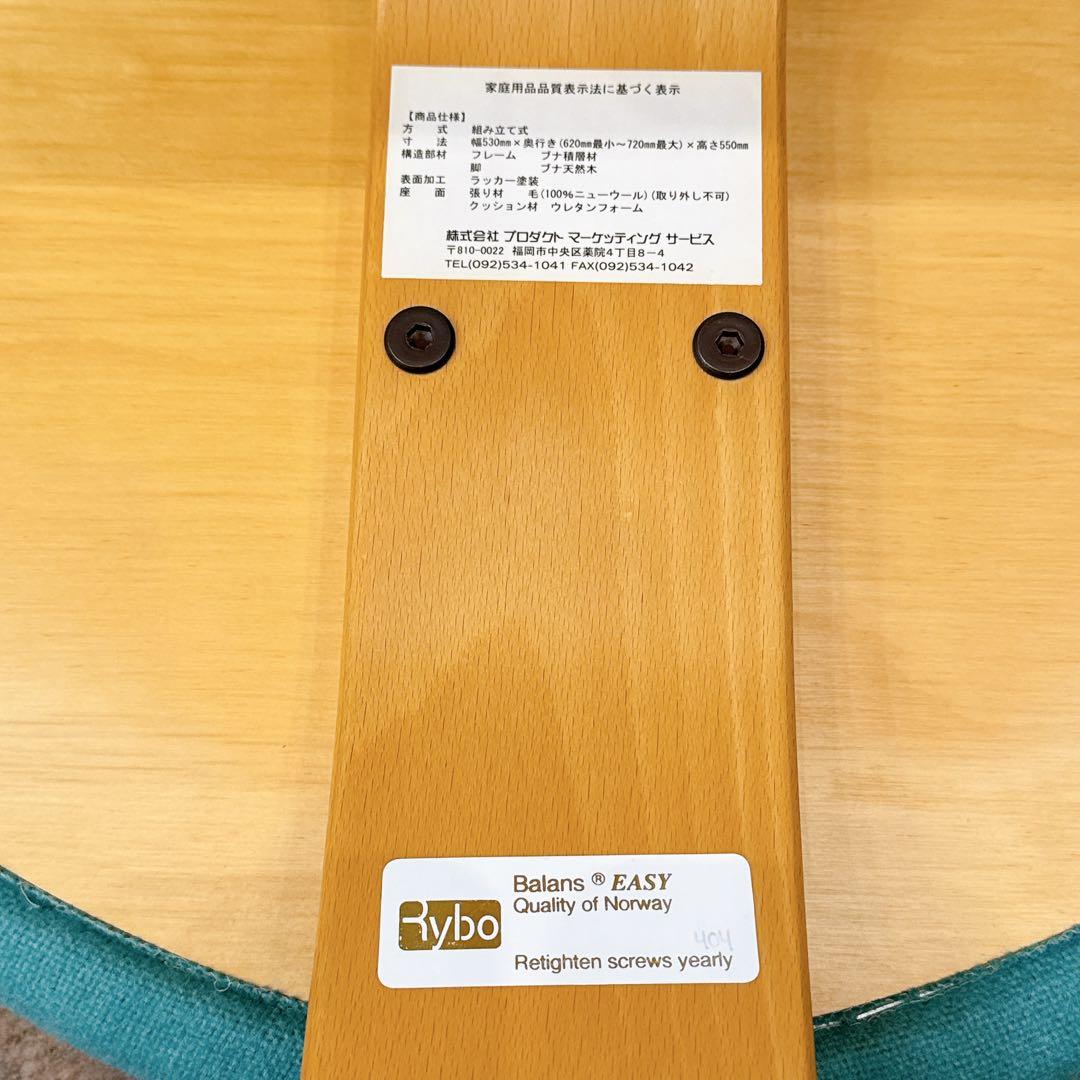 家庭用品品質表示法に基づく表示
【商品仕様】
方 式 組み立て式
寸 法 幅530mm×奥行き(620mm最小～720mm最大)×高さ550mm
構造部材 フレーム ブナ積層材
脚 ブナ天然木
表面加工 ラッカー塗装
座 面 張り材 毛(100%ニューウール)(取り外し不可)
クッション材 ウレタンフォーム
株式会社 プロダクト マーケッティング サービス
〒810-0022 福岡市中央区薬院4丁目8－4
TEL(092)534-1041 FAX(092)534-1042
Balans ® EASY
Quality of Norway
Rybo
404
Retighten screws yearly